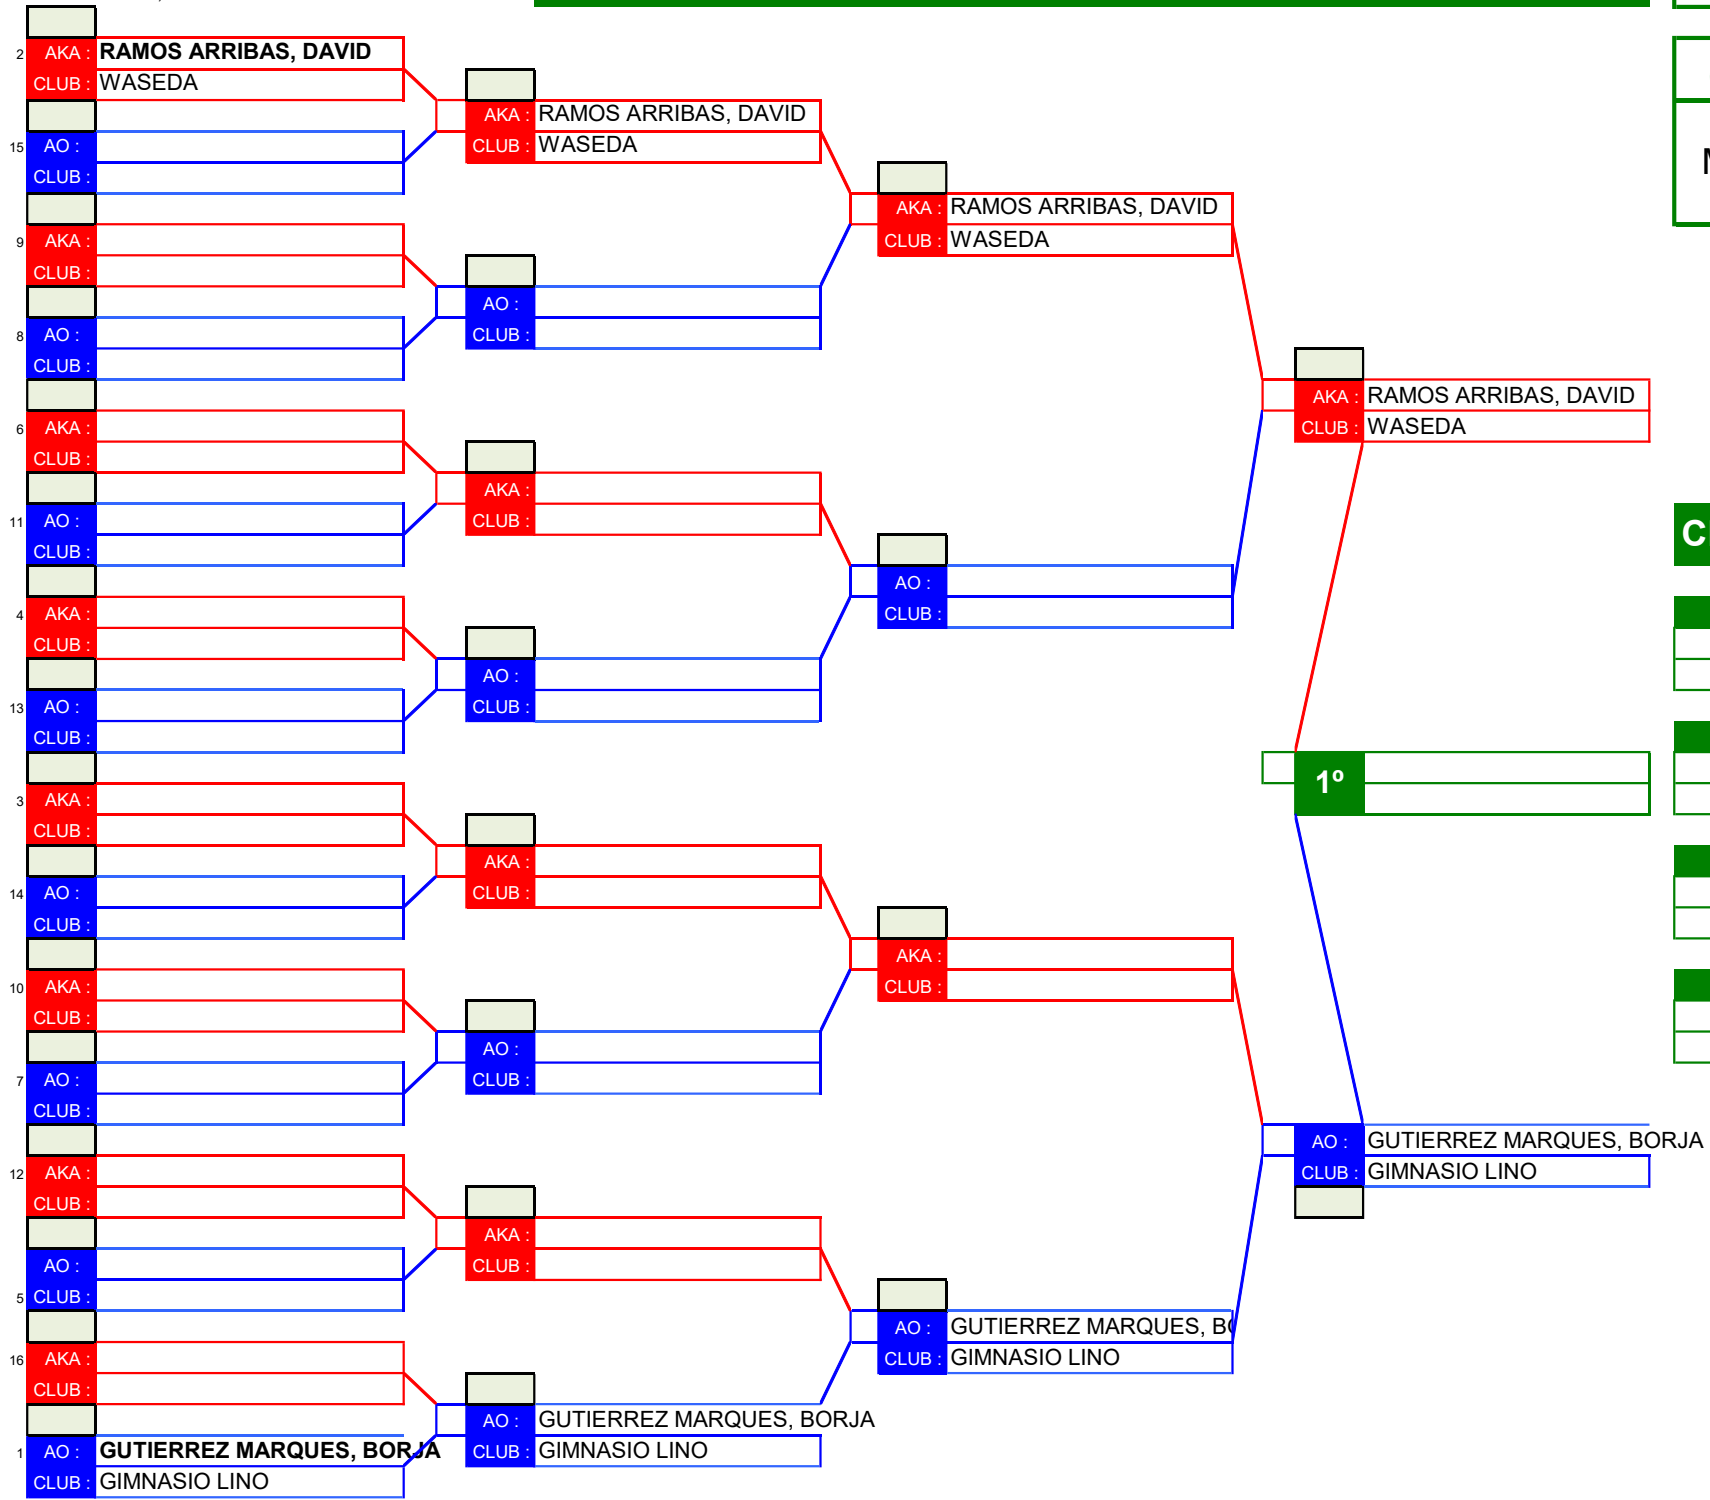 2 AKA : RAMOS ARRIBAS, DAVID
CLUB : WASEDA
AKA : RAMOS ARRIBAS, DAVID
15 AO :
CLUB : WASEDA
CLUB :
AKA : RAMOS ARRIBAS, DAVID
9 AKA :
CLUB : WASEDA
CLUB :
AO :
8 AO :
CLUB :
CLUB :
AKA : RAMOS ARRIBAS, DAVID
6 AKA :
CLUB : WASEDA
CLUB :
AKA :
11 AO :
CLUB :
C
CLUB :
AO :
4 AKA :
CLUB :
CLUB :
AO :
13 AO :
CLUB :
CLUB :
1º
3 AKA :
CLUB :
AKA :
14 AO :
CLUB :
CLUB :
AKA :
10 AKA :
CLUB :
CLUB :
AO :
7 AO :
CLUB :
CLUB :
AO : GUTIERREZ MARQUES, BORJA
12 AKA :
CLUB : GIMNASIO LINO
CLUB :
AKA :
AO :
CLUB :
5 CLUB :
AO : GUTIERREZ MARQUES, BO
16 AKA :
CLUB : GIMNASIO LINO
CLUB :
AO : GUTIERREZ MARQUES, BORJA
1 AO : GUTIERREZ MARQUES, BORJA
CLUB : GIMNASIO LINO
CLUB : GIMNASIO LINO